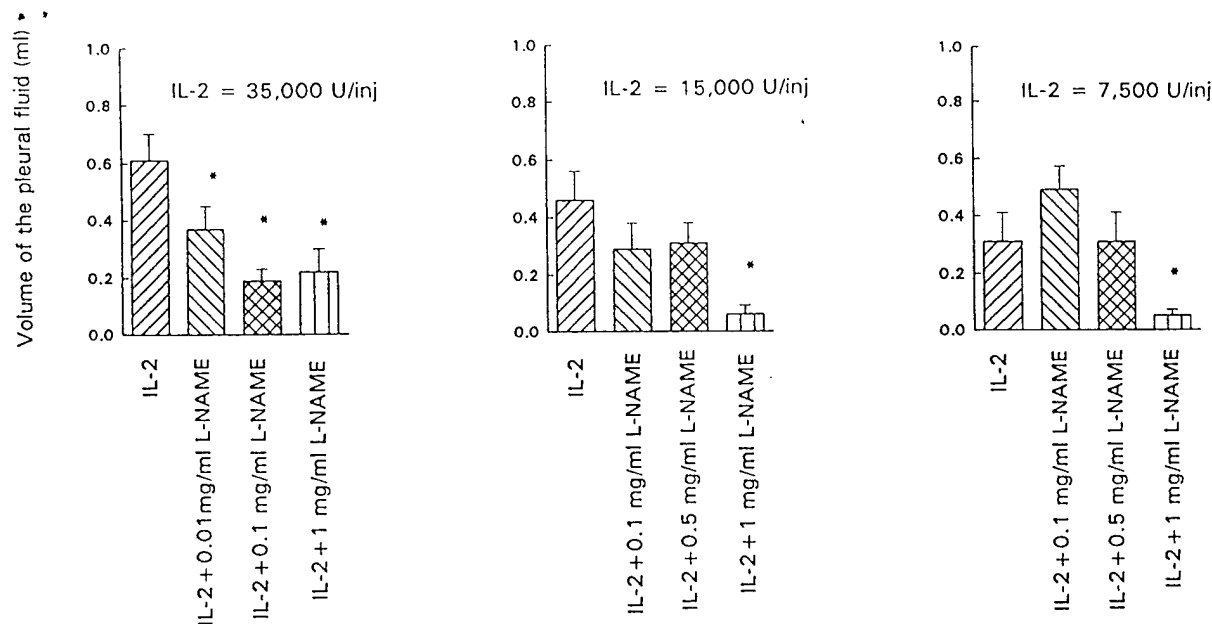 Volume of the pleural fluid (ml)
1.0
0.8
0.6
0.4
0.2
0.0
IL-2 = 35,000 U/inj
*
*
*
IL-2
IL-2+0.01mg/ml L-NAME
IL-2+0.1 mg/ml L-NAME
IL-2+1 mg/ml L-NAME
1.0
0.8
0.6
0.4
0.2
0.0
IL-2 = 15,000 U/inj
*
IL-2
IL-2+0.1 mg/ml L-NAME
IL-2+0.5 mg/ml L-NAME
IL-2+1 mg/ml L-NAME
1.0
0.8
0.6
0.4
0.2
0.0
IL-2 = 7,500 U/inj
*
IL-2
IL-2+0.1 mg/ml L-NAME
IL-2+0.5 mg/ml L-NAME
IL-2+1 mg/ml L-NAME